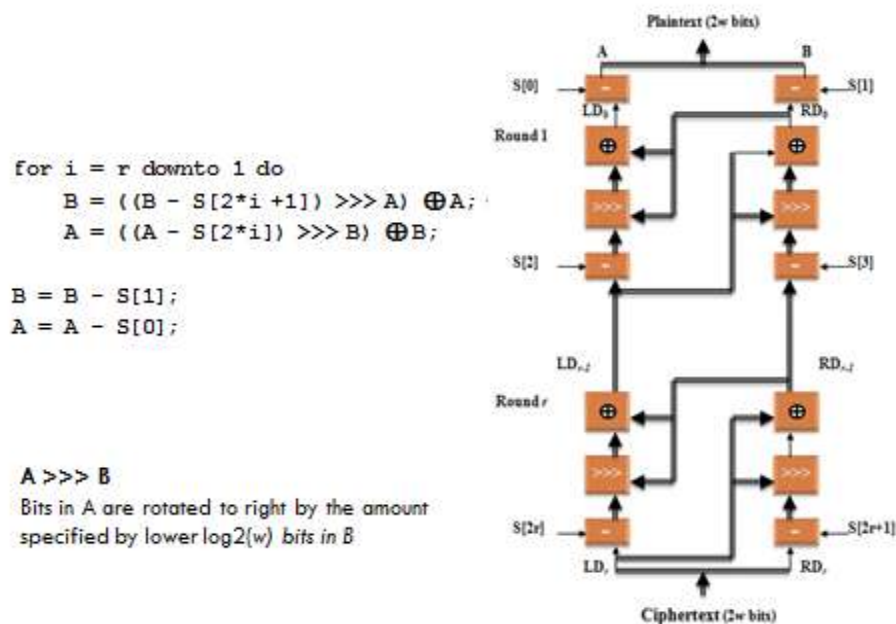 for i = r downto 1 do
B = ((B - S[2*i +1]) >>> A) ⊕ A;
A = ((A - S[2*i]) >>> B) ⊕ B;
B = B - S[1];
A = A - S[0];
A >>> B
Bits in A are rotated to right by the amount
specified by lower log2(w) bits in B
Plaintext (2w bits)
A B
S[0] - - S[1]
LD0 RD0
Round 1 ⊕ ⊕
>>> >>>
S[2] - - S[3]
LDr-1 RDr-1
Round r ⊕ ⊕
>>> >>>
S[2r] - - S[2r+1]
LDr RDr
Ciphertext (2w bits)